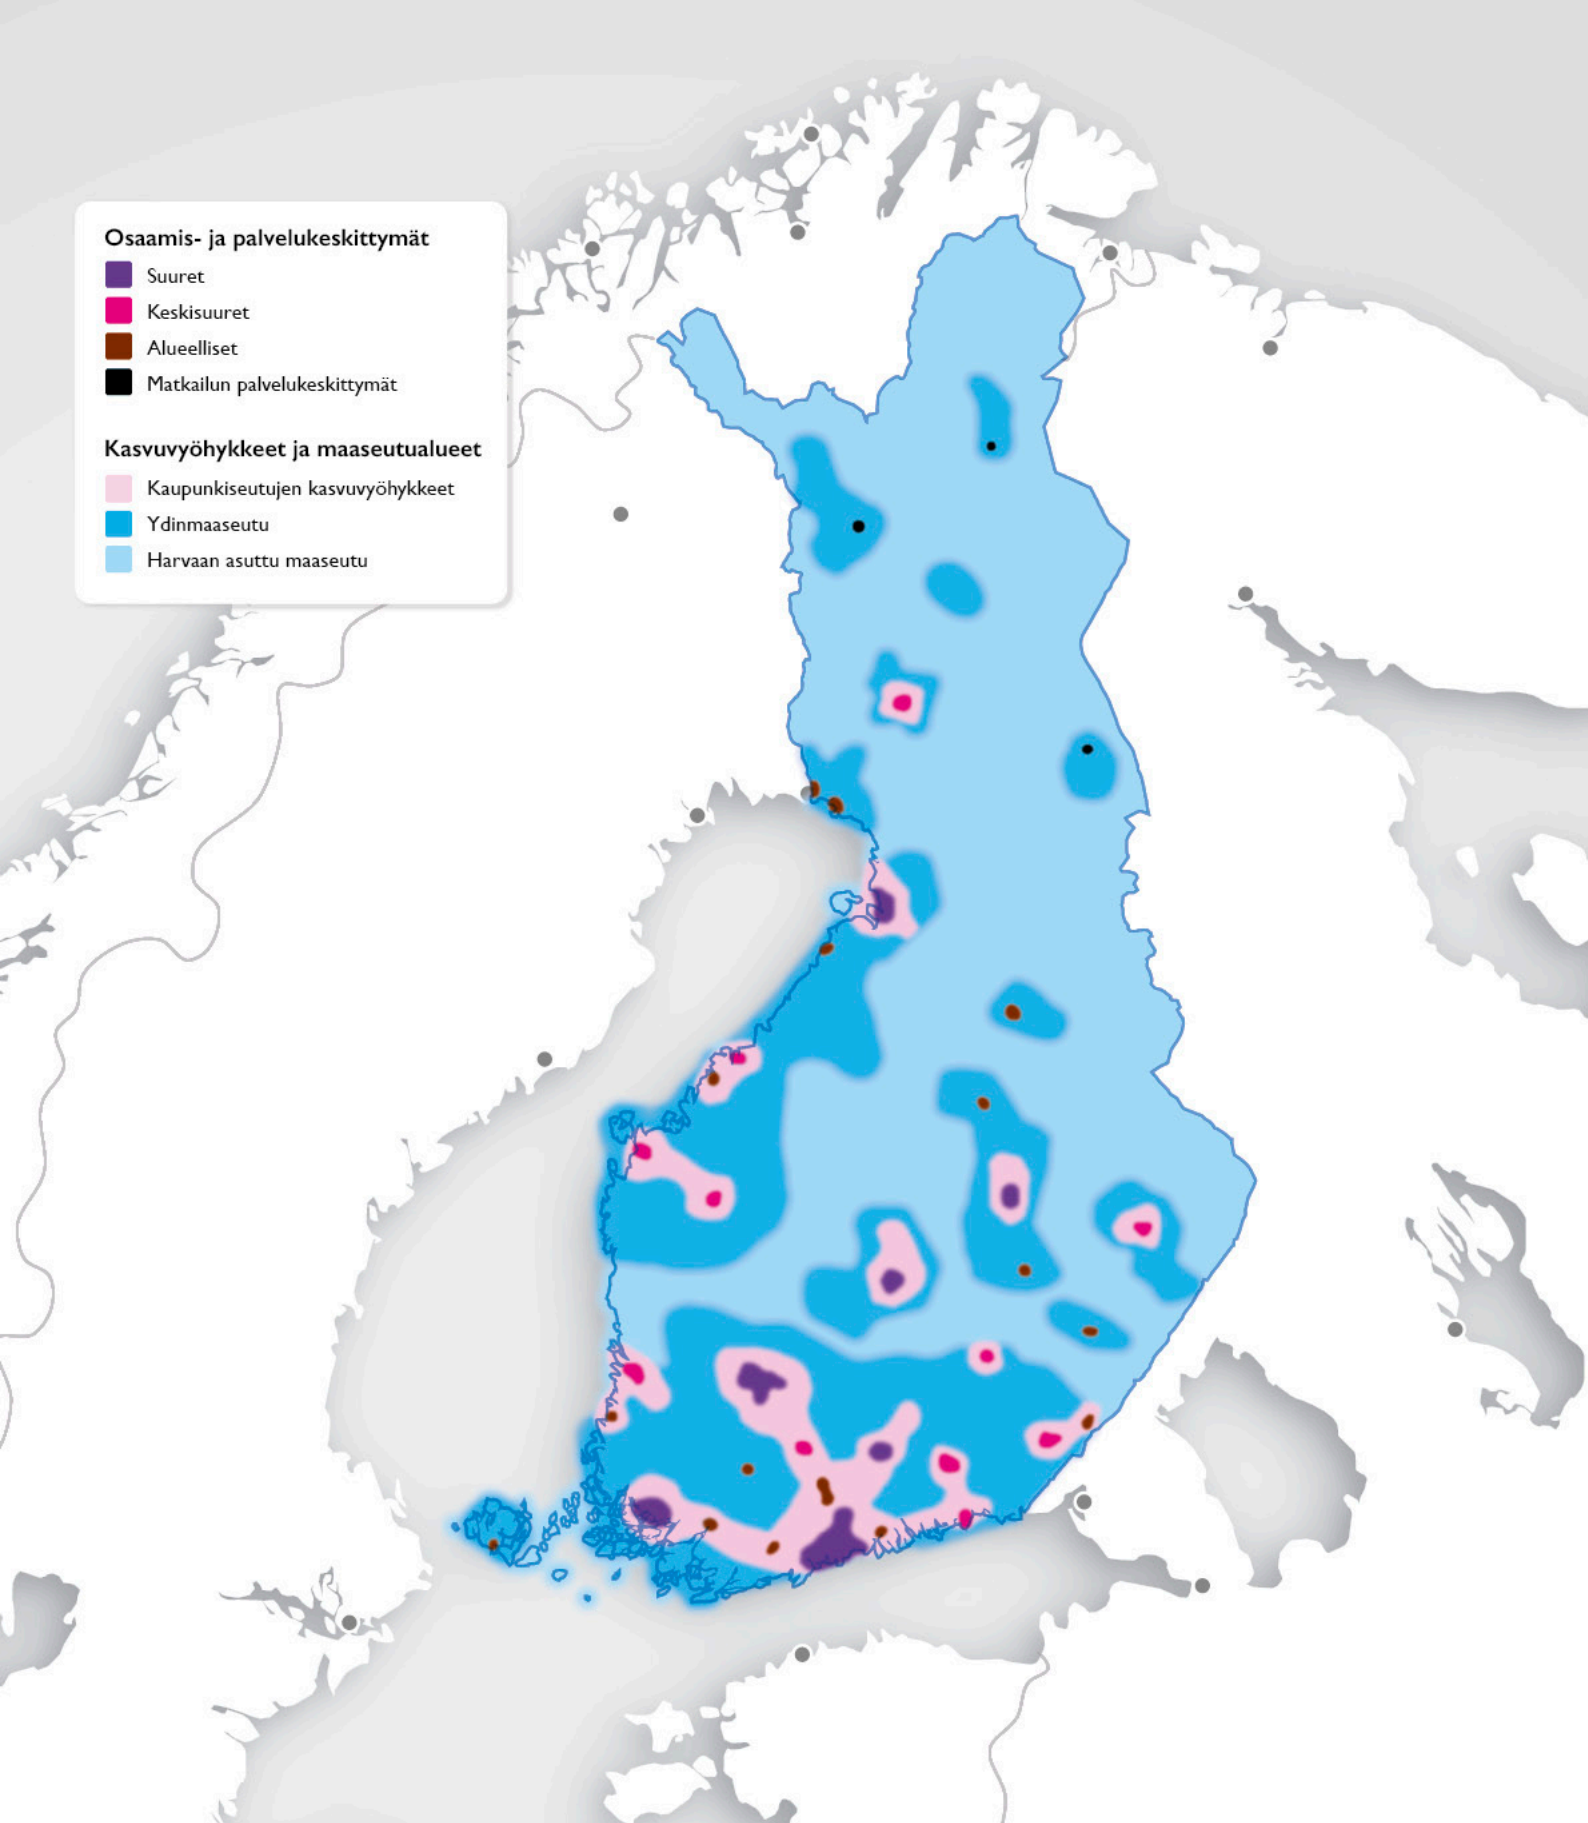 Osaamis- ja palvelukeskittymät
Suuret
Keskisuuret
Alueelliset
Matkailun palvelukeskittymät
Kasvuvyöhykkeet ja maaseutualueet
Kaupunkiseutujen kasvuvyöhykkeet
Ydinmaaseutu
Harvaan asuttu maaseutu